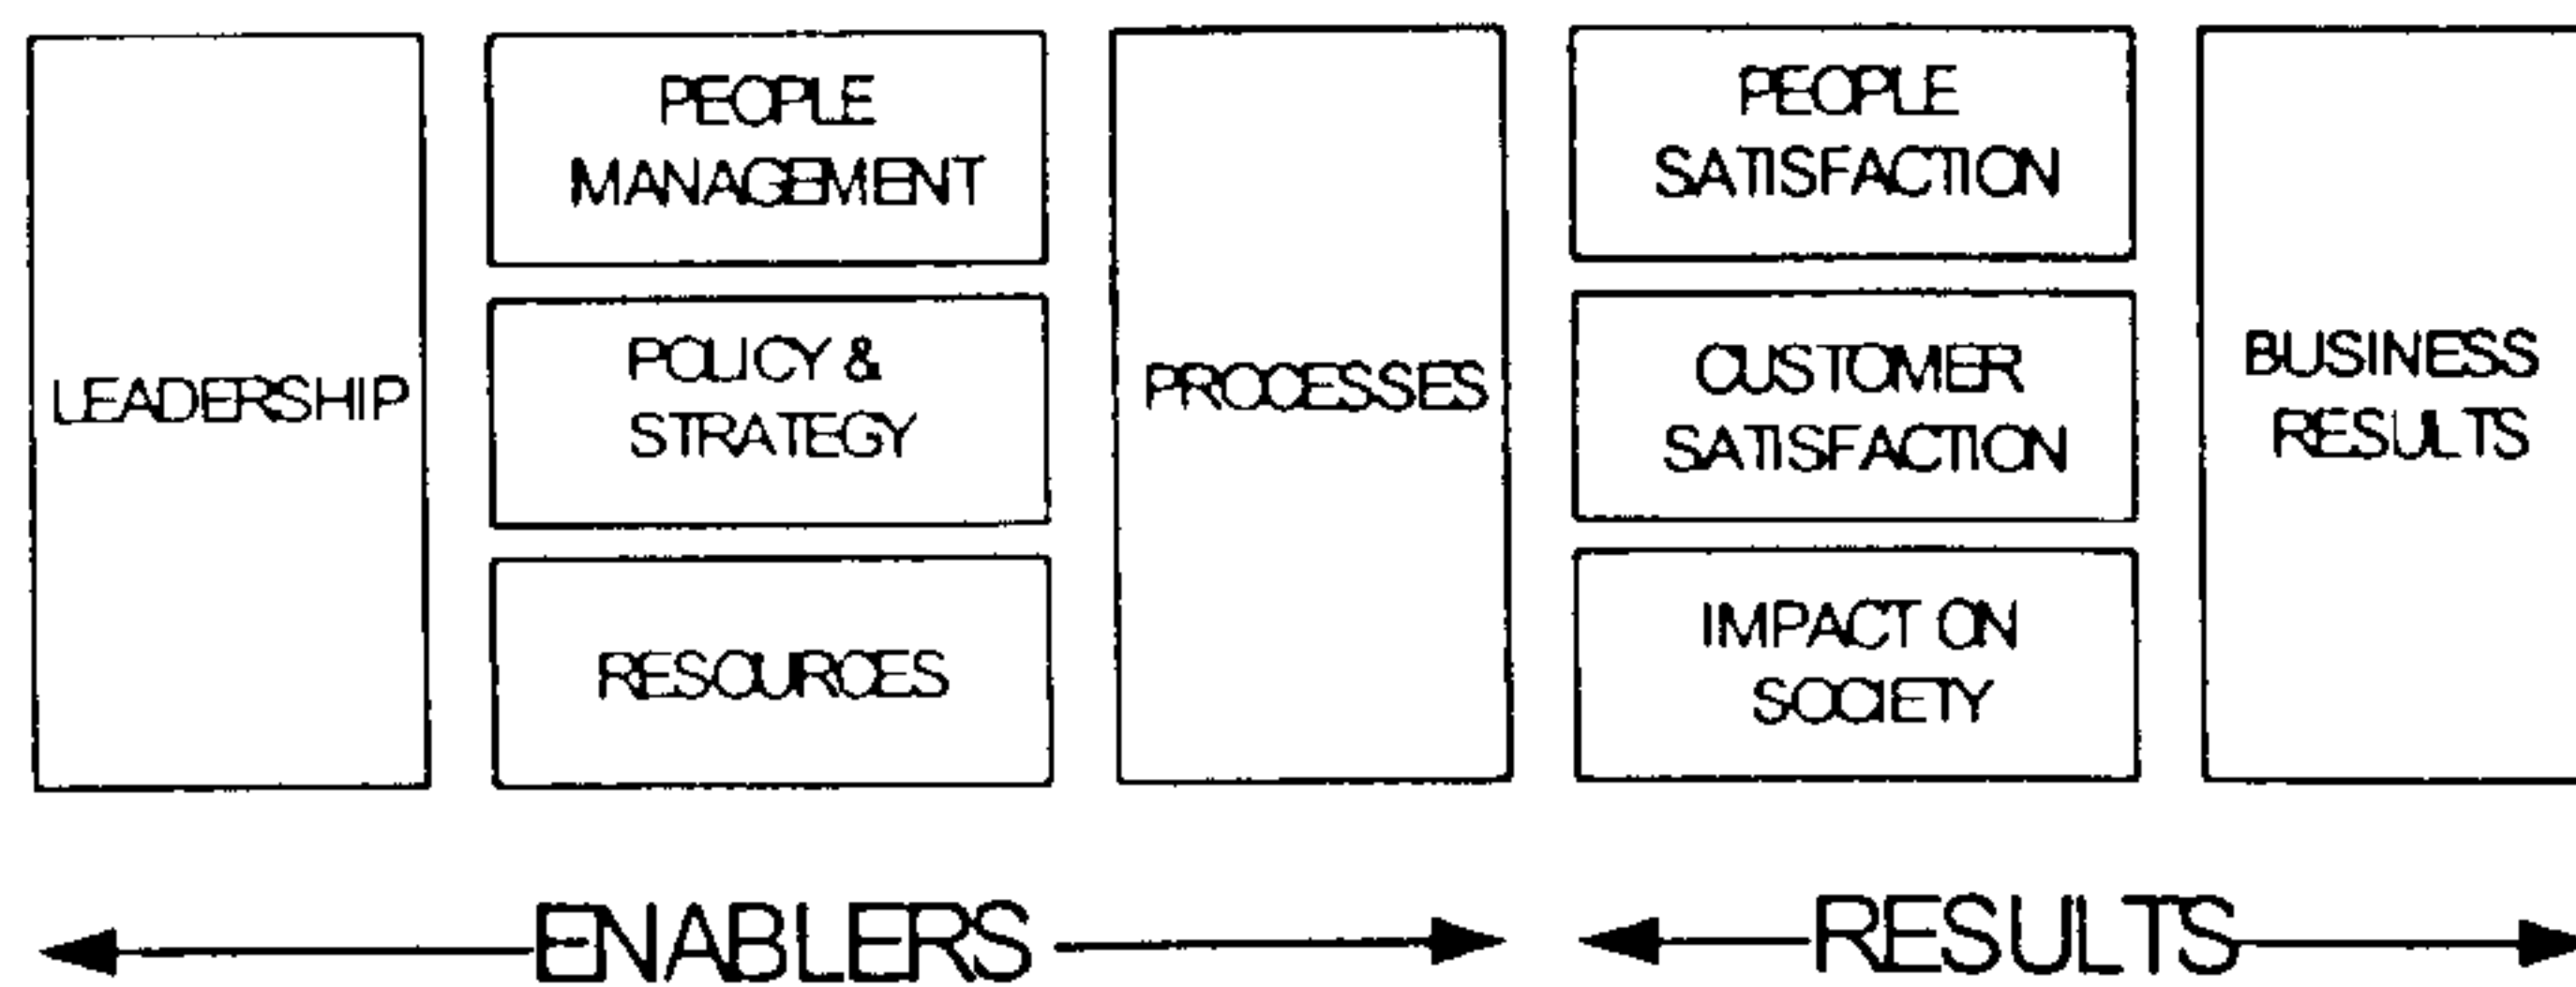 LEADERSHIP
PEOPLE
MANAGEMENT
POLICY &
STRATEGY
RESOURCES
PROCESSES
PEOPLE
SATISFACTION
CUSTOMER
SATISFACTION
IMPACT ON
SOCIETY
BUSINESS
RESULTS
ENABLERS
RESULTS